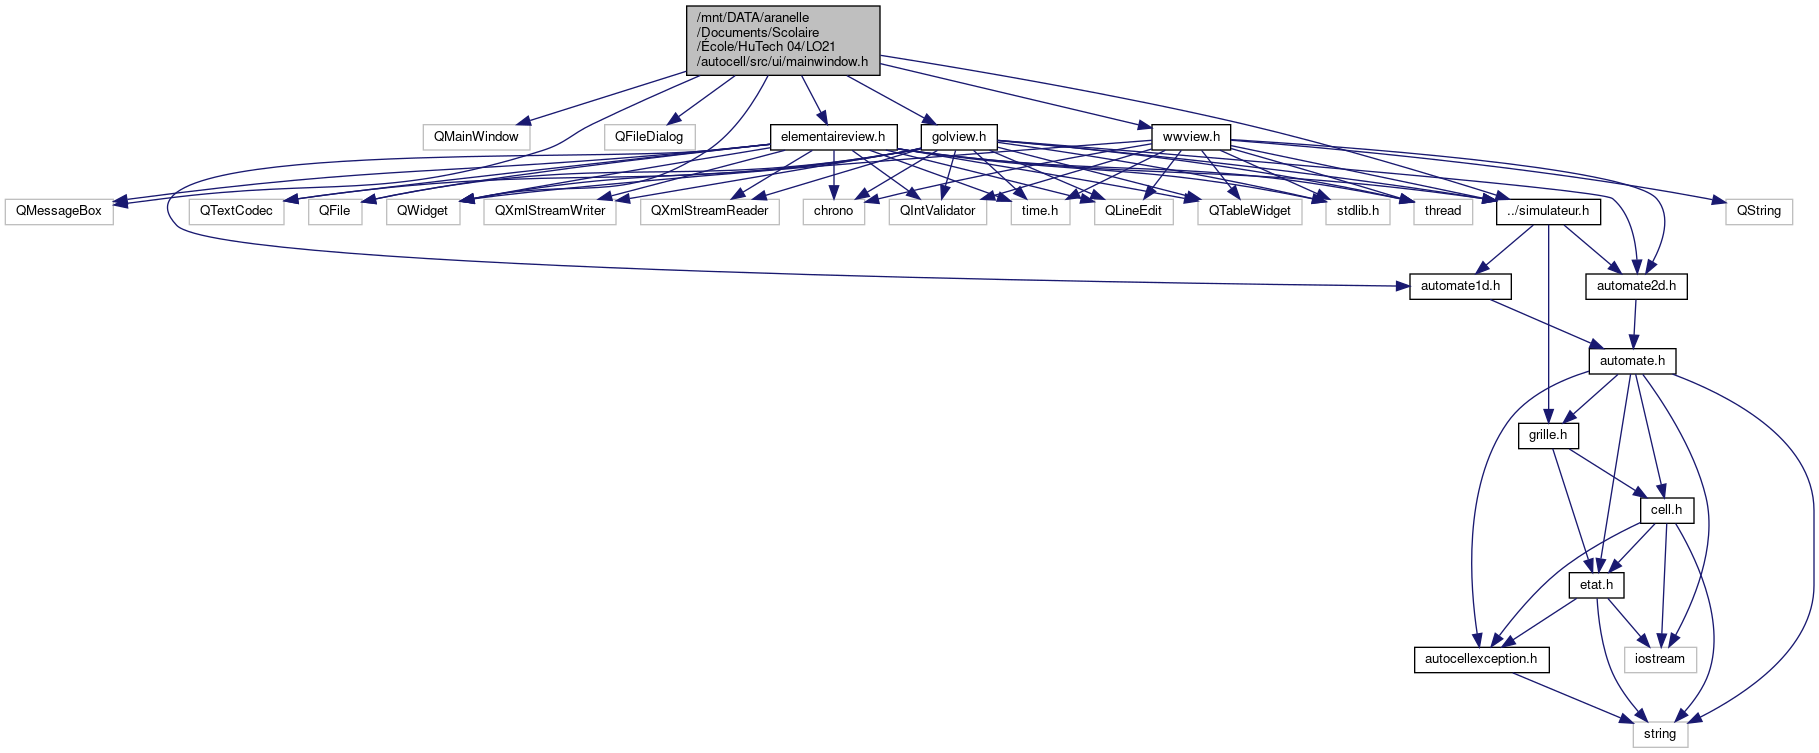 /mnt/DATA/aranelle
/Documents/Scolaire
/École/HuTech 04/LO21
/autocell/src/ui/mainwindow.h
QMainWindow
QFileDialog
elementaireview.h
golview.h
wwview.h
QMessageBox
QTextCodec
QFile
QWidget
QXmlStreamWriter
QXmlStreamReader
chrono
QIntValidator
time.h
QLineEdit
QTableWidget
stdlib.h
thread
../simulateur.h
QString
automate1d.h
automate2d.h
automate.h
grille.h
cell.h
etat.h
autocellexception.h
iostream
string